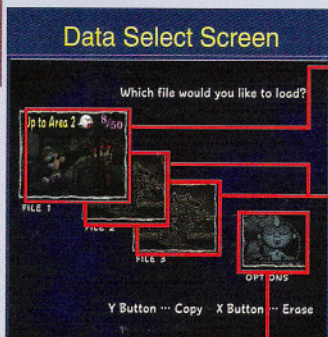 Data Select Screen
Which file would you like to load?
Up to Area 2 8/50
FILE 1
FILE 2
FILE 3
OPTIONS
Y Button ··· Copy X Button ··· Erase